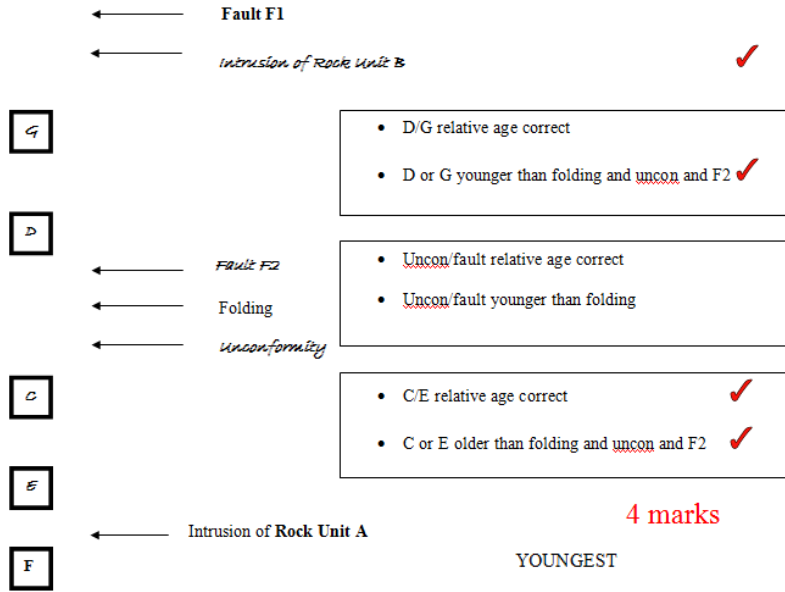 Fault F1
Intrusion of Rock Unit B
G
• D/G relative age correct
• D or G younger than folding and uncon and F2
D
Fault F2
• Uncon/fault relative age correct
Folding
• Uncon/fault younger than folding
Unconformity
C
• C/E relative age correct
• C or E older than folding and uncon and F2
E
4 marks
Intrusion of Rock Unit A
F
YOUNGEST